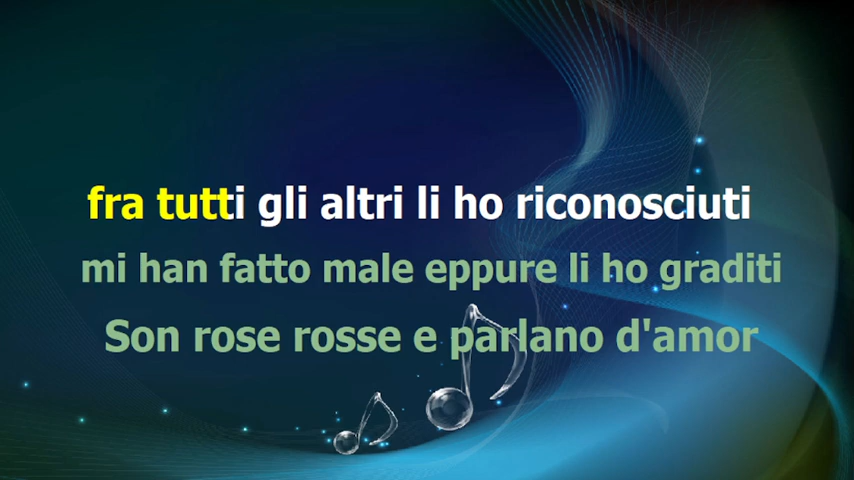 fra tutti gli altri li ho riconosciuti
mi han fatto male eppure li ho graditi
Son rose rosse e parlano d'amor